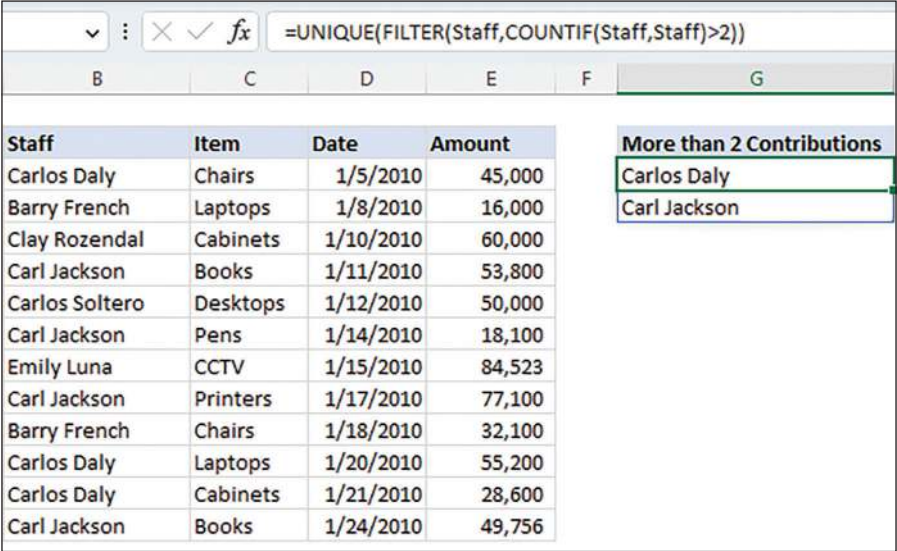 fx =UNIQUE(FILTER(Staff,COUNTIF(Staff,Staff)>2))
B C D E F G
Staff Item Date Amount More than 2 Contributions
Carlos Daly Chairs 1/5/2010 45,000 Carlos Daly
Barry French Laptops 1/8/2010 16,000 Carl Jackson
Clay Rozendal Cabinets 1/10/2010 60,000
Carl Jackson Books 1/11/2010 53,800
Carlos Soltero Desktops 1/12/2010 50,000
Carl Jackson Pens 1/14/2010 18,100
Emily Luna CCTV 1/15/2010 84,523
Carl Jackson Printers 1/17/2010 77,100
Barry French Chairs 1/18/2010 32,100
Carlos Daly Laptops 1/20/2010 55,200
Carlos Daly Cabinets 1/21/2010 28,600
Carl Jackson Books 1/24/2010 49,756